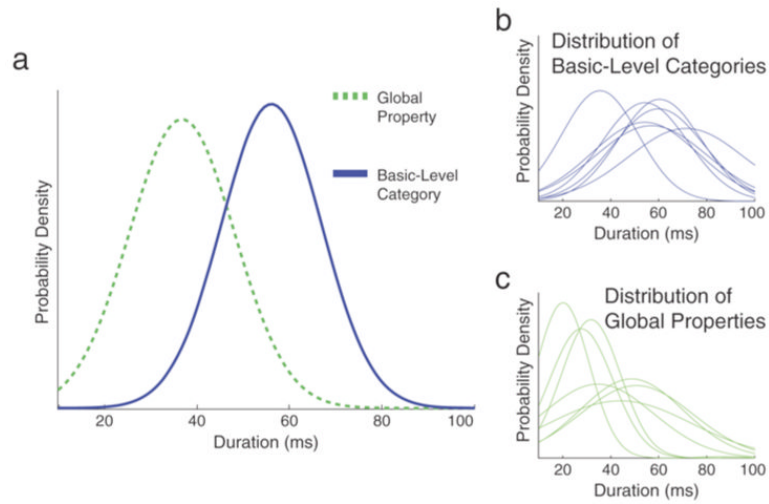 a
Probability Density
Global
Property
Basic-Level
Category
20 40 60 80 100
Duration (ms)
b
Distribution of
Basic-Level Categories
Probability Density
20 40 60 80 100
Duration (ms)
c
Distribution of
Global Properties
Probability Density
20 40 60 80 100
Duration (ms)